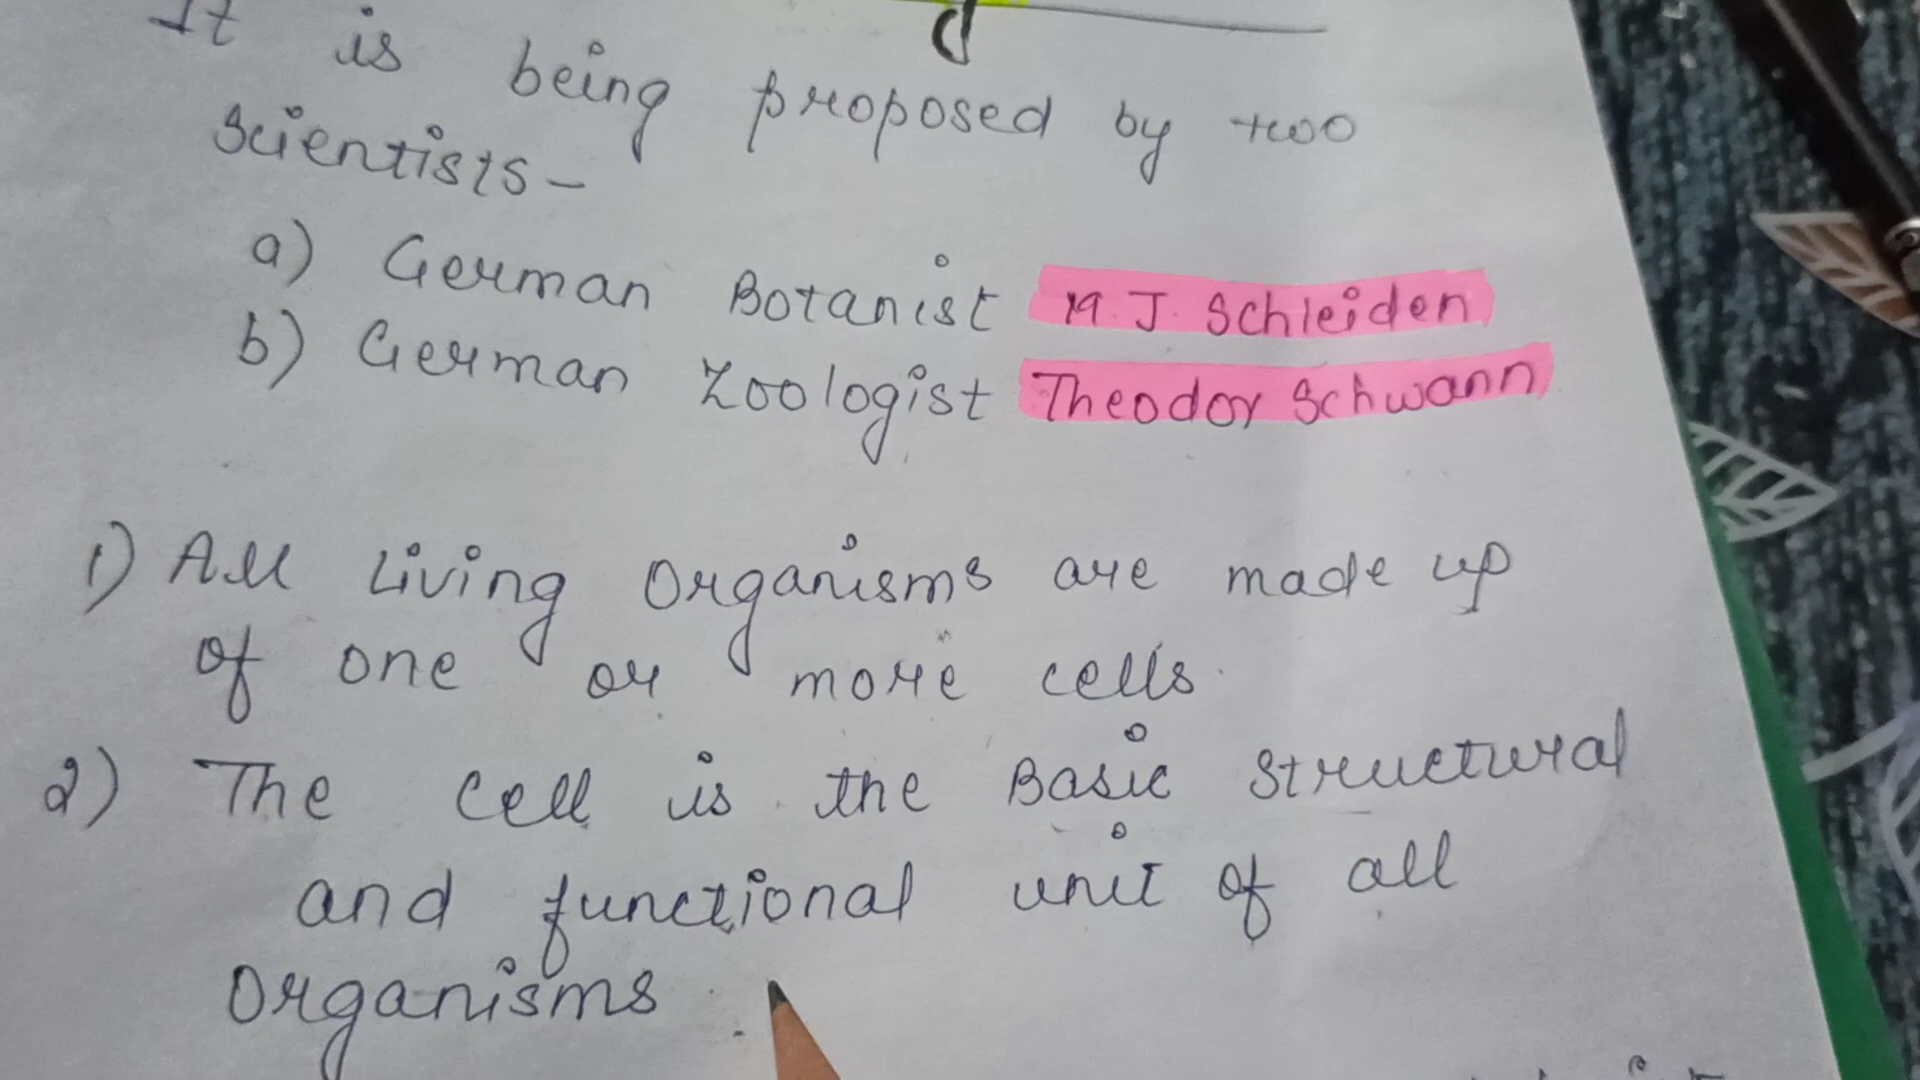 It is being proposed by two
scientists-
a) German Botanist M. J. Schleiden
b) German Zoologist Theodor Schwann
1) All Living Organisms are made up
of one or more cells.
2) The Cell is the Basic Structural
and functional unit of all
Organisms